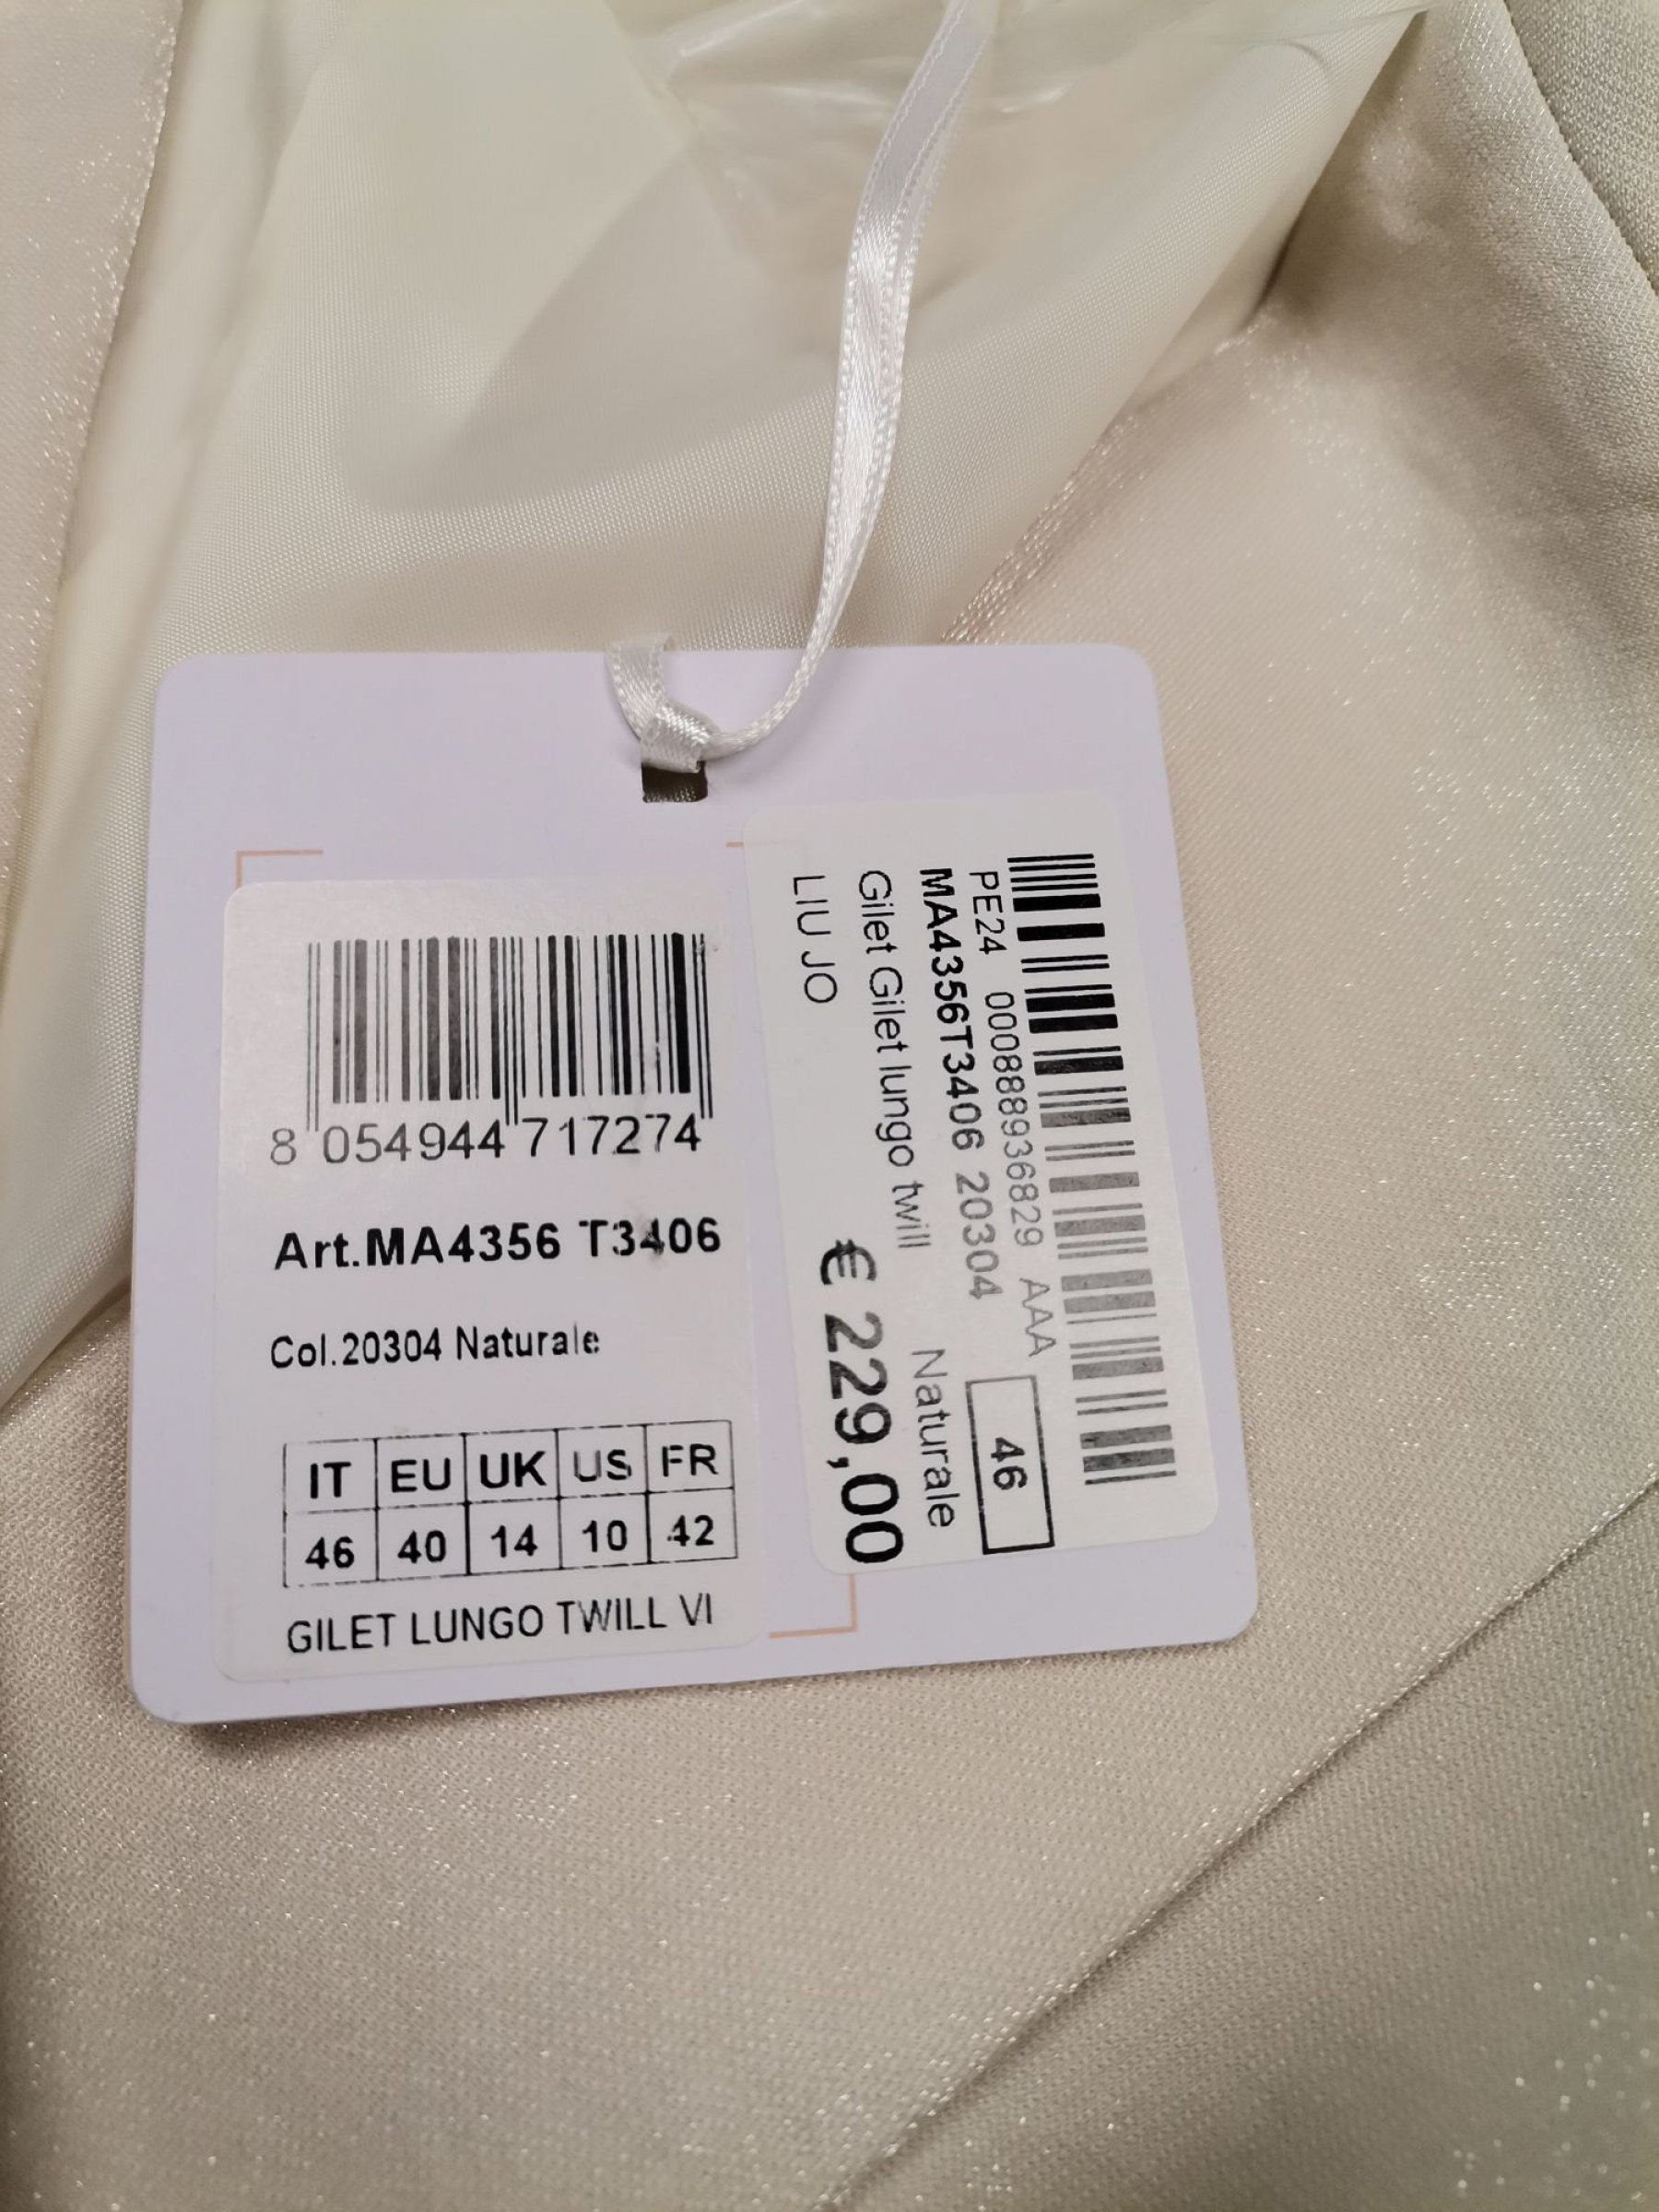 8 054944 717274
Art.MA4356 T3406
Col.20304 Naturale
IT EU UK US FR
46 40 14 10 42
GILET LUNGO TWILL VI
PE24 0008889936829 AAA
MA4356T3406 20304
46
Gilet Gilet lungo twill
Naturale
LIU JO
€ 229,00